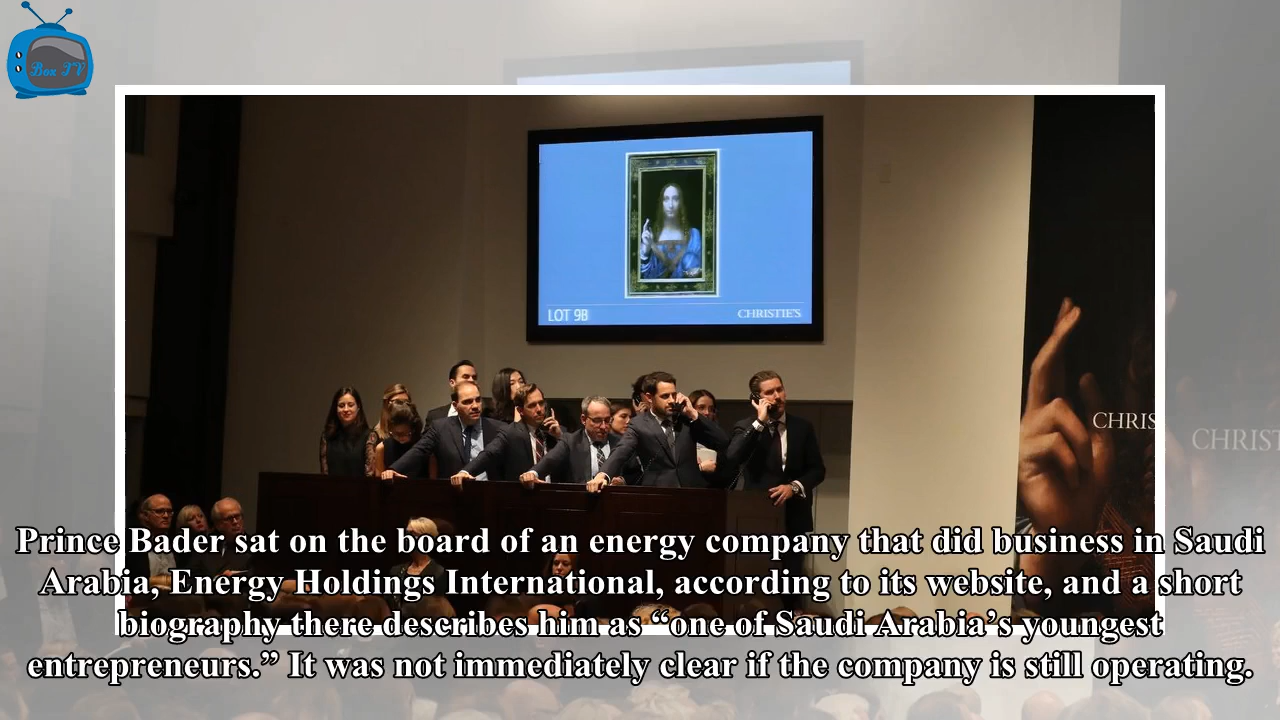 Box TV
LOT 9B
CHRISTIE'S
CHRIS
CHRIST
Prince Bader sat on the board of an energy company that did business in Saudi
Arabia, Energy Holdings International, according to its website, and a short
biography there describes him as “one of Saudi Arabia’s youngest
entrepreneurs.” It was not immediately clear if the company is still operating.